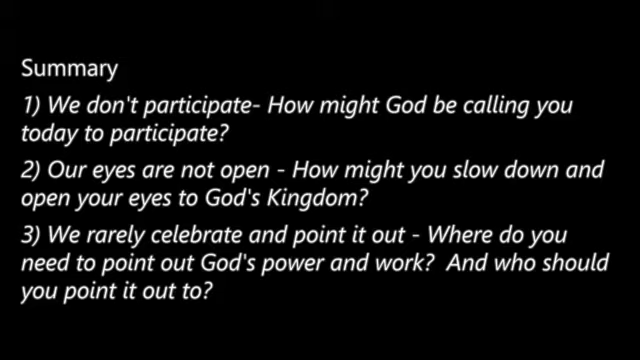 Summary
1) We don't participate- How might God be calling you
today to participate?
2) Our eyes are not open - How might you slow down and
open your eyes to God's Kingdom?
3) We rarely celebrate and point it out - Where do you
need to point out God's power and work?  And who should
you point it out to?